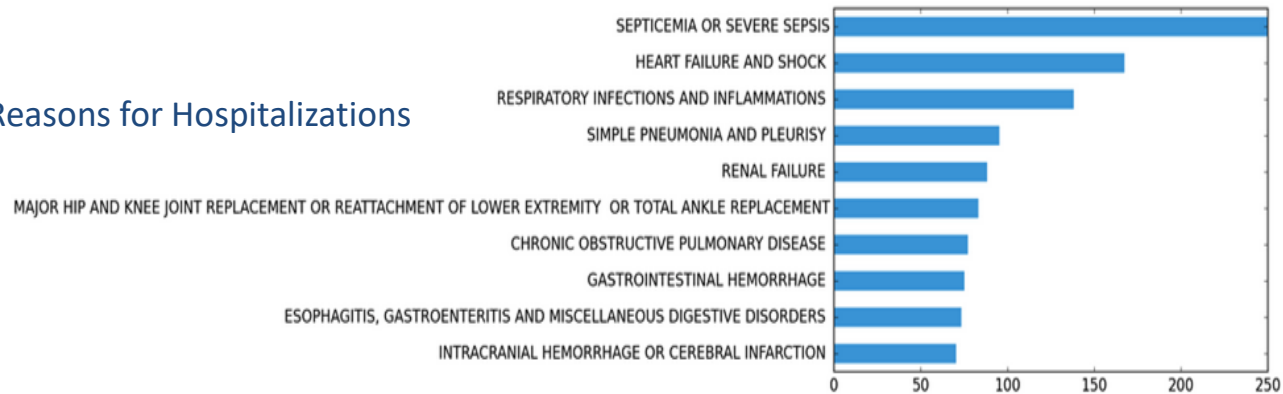 Reasons for Hospitalizations
SEPTICEMIA OR SEVERE SEPSIS
HEART FAILURE AND SHOCK
RESPIRATORY INFECTIONS AND INFLAMMATIONS
SIMPLE PNEUMONIA AND PLEURISY
RENAL FAILURE
MAJOR HIP AND KNEE JOINT REPLACEMENT OR REATTACHMENT OF LOWER EXTREMITY OR TOTAL ANKLE REPLACEMENT
CHRONIC OBSTRUCTIVE PULMONARY DISEASE
GASTROINTESTINAL HEMORRHAGE
ESOPHAGITIS, GASTROENTERITIS AND MISCELLANEOUS DIGESTIVE DISORDERS
INTRACRANIAL HEMORRHAGE OR CEREBRAL INFARCTION
0 50 100 150 200 250